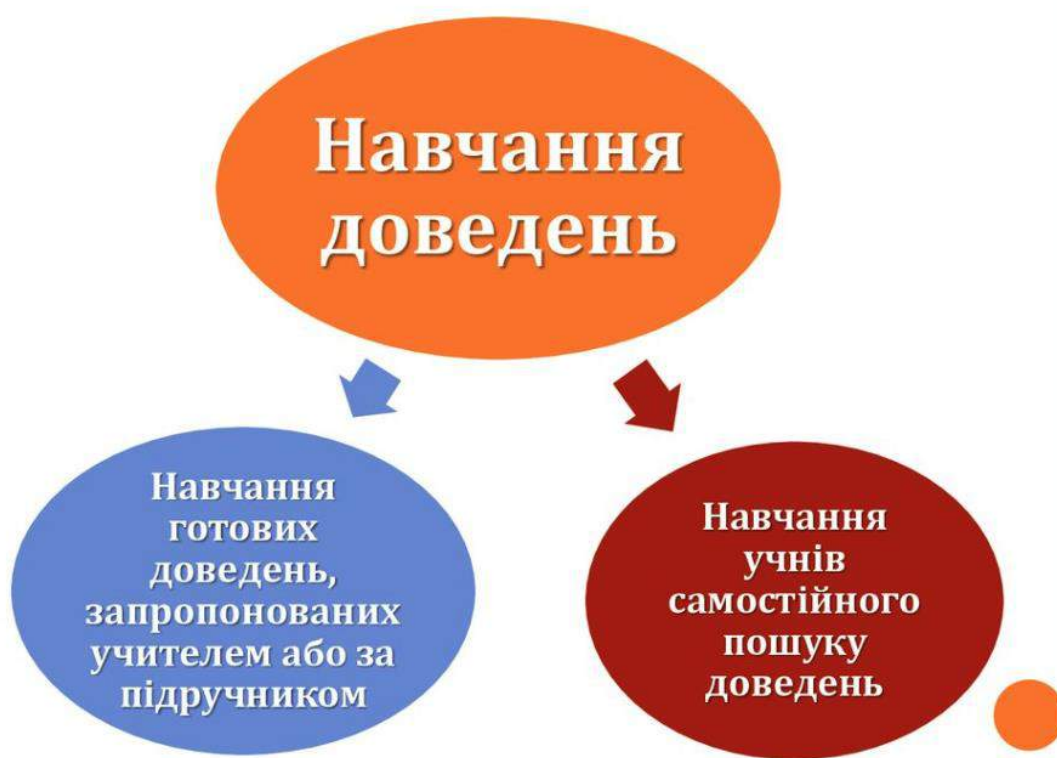 Навчання
доведень
Навчання
готових
доведень,
запропонованих
учителем або за
підручником
Навчання
учнів
самостійного
пошуку
доведень